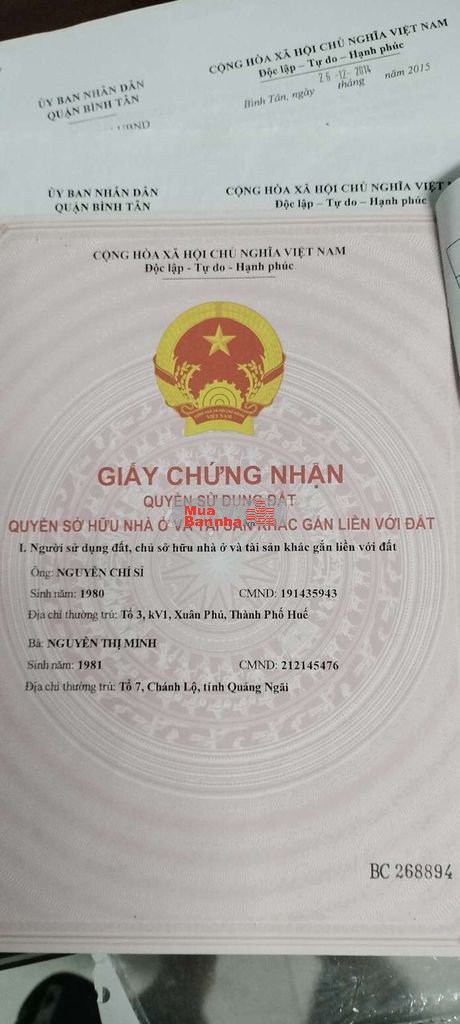 CỘNG HÒA XÃ HỘI CHỦ NGHĨA VIỆT NAM
Độc lập – Tự do – Hạnh phúc
ỦY BAN NHÂN DÂN
QUẬN BÌNH TÂN
26-12-2014
Bình Tân, ngày tháng năm 2015
/UBND
ỦY BAN NHÂN DÂN
QUẬN BÌNH TÂN
CỘNG HÒA XÃ HỘI CHỦ NGHĨA VIỆT
Độc lập – Tự do – Hạnh phúc
CỘNG HÒA XÃ HỘI CHỦ NGHĨA VIỆT NAM
Độc lập - Tự do - Hạnh phúc
VIỆT NAM
GIẤY CHỨNG NHẬN
QUYỀN SỬ DỤNG ĐẤT
QUYỀN SỞ HỮU NHÀ Ở VÀ TÀI SẢN KHÁC GẮN LIỀN VỚI ĐẤT
Mua
Bannha
I. Người sử dụng đất, chủ sở hữu nhà ở và tài sản khác gắn liền với đất
Ông: NGUYỄN CHÍ SĨ
Sinh năm: 1980 CMND: 191435943
Địa chỉ thường trú: Tổ 3, kV1, Xuân Phú, Thành Phố Huế
Bà: NGUYỄN THỊ MINH
Sinh năm: 1981 CMND: 212145476
Địa chỉ thường trú: Tổ 7, Chánh Lộ, tỉnh Quảng Ngãi
BC 268894